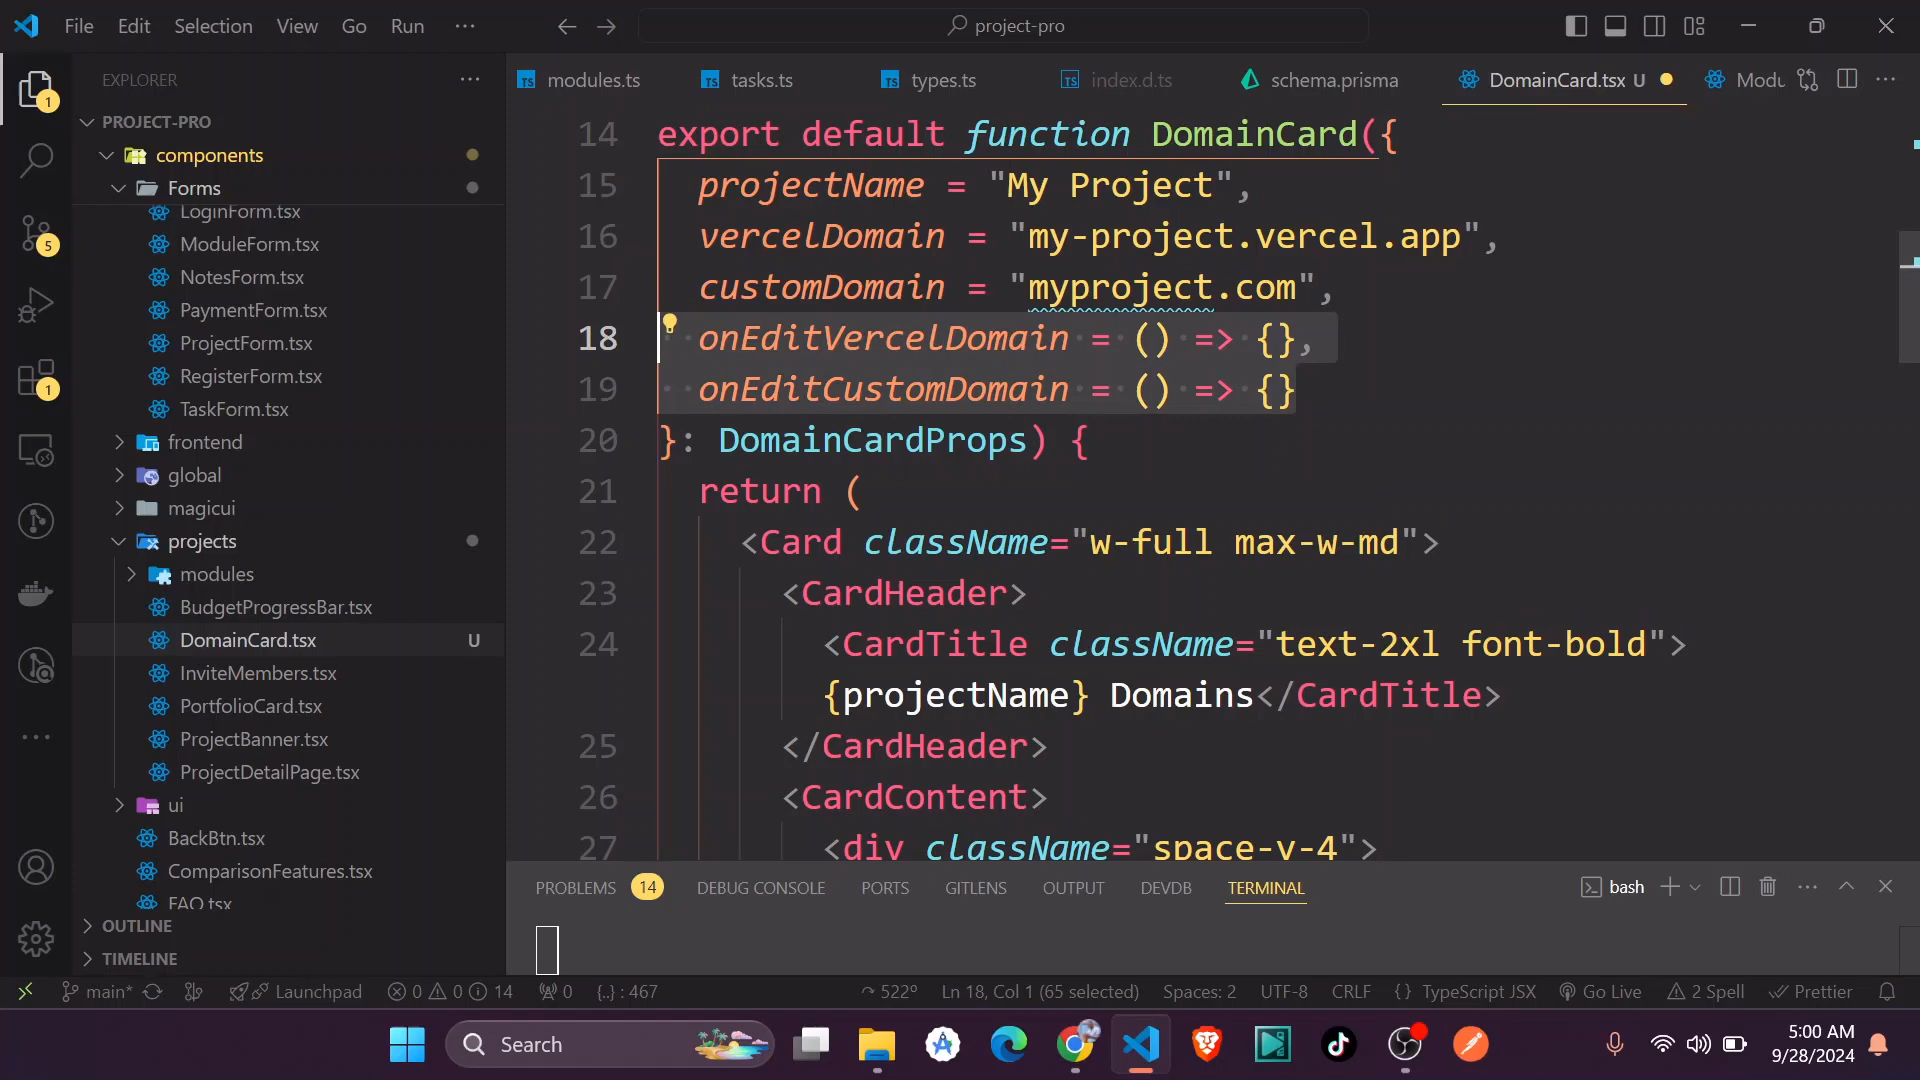 File Edit Selection View Go Run ···
project-pro
EXPLORER
PROJECT-PRO
components
Forms
LoginForm.tsx
ModuleForm.tsx
NotesForm.tsx
PaymentForm.tsx
ProjectForm.tsx
RegisterForm.tsx
TaskForm.tsx
frontend
global
magicui
projects
modules
BudgetProgressBar.tsx
DomainCard.tsx U
InviteMembers.tsx
PortfolioCard.tsx
ProjectBanner.tsx
ProjectDetailPage.tsx
ui
BackBtn.tsx
ComparisonFeatures.tsx
FAQ.tsx
OUTLINE
TIMELINE
1
5
1
modules.ts tasks.ts types.ts index.d.ts schema.prisma DomainCard.tsx U Modu
14 export default function DomainCard({
15 projectName = "My Project",
16 vercelDomain = "my-project.vercel.app",
17 customDomain = "myproject.com",
18 onEditVercelDomain = () => {},
19 onEditCustomDomain = () => {}
20 }: DomainCardProps) {
21 return (
22 <Card className="w-full max-w-md">
23 <CardHeader>
24 <CardTitle className="text-2xl font-bold">
{projectName} Domains</CardTitle>
25 </CardHeader>
26 <CardContent>
27 <div className="space-y-4">
PROBLEMS 14 DEBUG CONSOLE PORTS GITLENS OUTPUT DEVDB TERMINAL bash
main* Launchpad 0 0 14 0 {..} : 467 522° Ln 18, Col 1 (65 selected) Spaces: 2 UTF-8 CRLF {} TypeScript JSX Go Live 2 Spell Prettier
Search
5:00 AM
9/28/2024